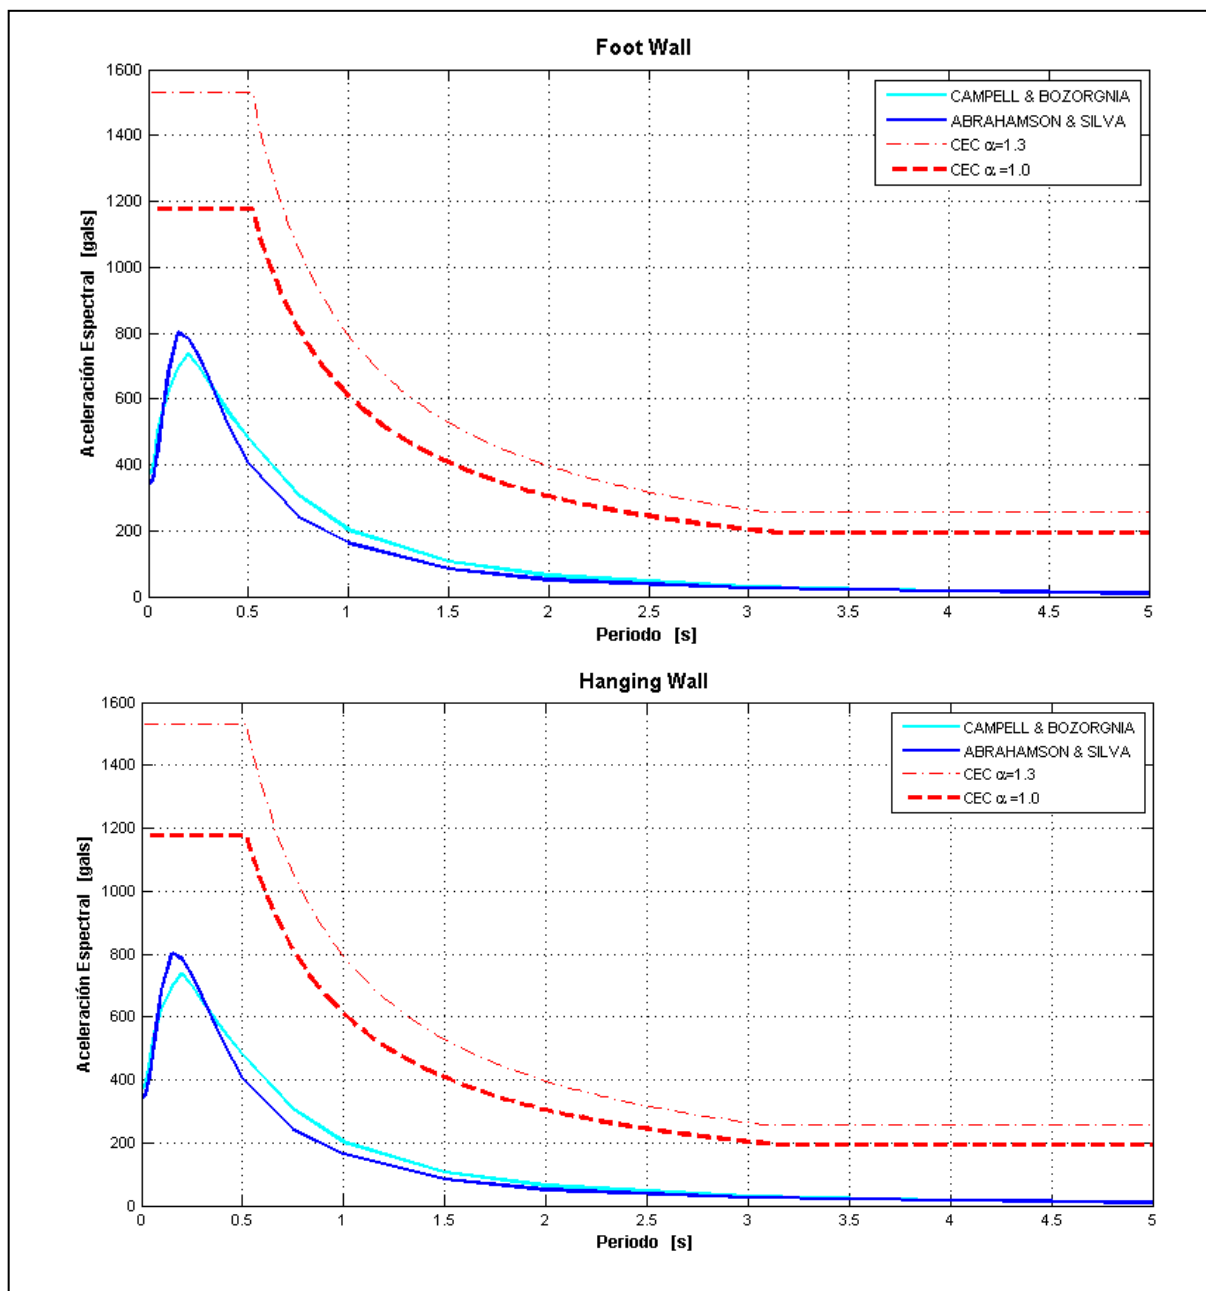 Foot Wall
1600
1400
1200
1000
800
600
400
200
0
Aceleración Espectral [gals]
CAMPELL & BOZORGNIA
ABRAHAMSON & SILVA
CEC α=1.3
CEC α =1.0
0 0.5 1 1.5 2 2.5 3 3.5 4 4.5 5
Periodo [s]
Hanging Wall
1600
1400
1200
1000
800
600
400
200
0
Aceleración Espectral [gals]
CAMPELL & BOZORGNIA
ABRAHAMSON & SILVA
CEC α=1.3
CEC α =1.0
0 0.5 1 1.5 2 2.5 3 3.5 4 4.5 5
Periodo [s]